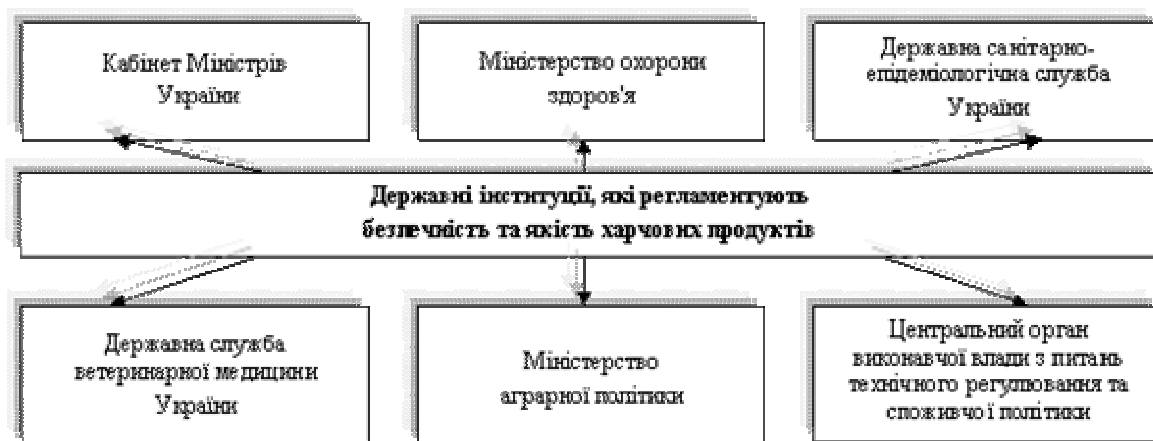 Кабінет Міністрів
України
Міністерство охорони
здоров'я
Державна санітарно-
епідеміологічна служба
України
Державні інституції, які регламентують
безпечність та якість харчових продуктів
Державна служба
ветеринарної медицини
України
Міністерство
аграрної політики
Центральний орган
виконавчої влади з питань
технічного регулювання та
споживчої політики